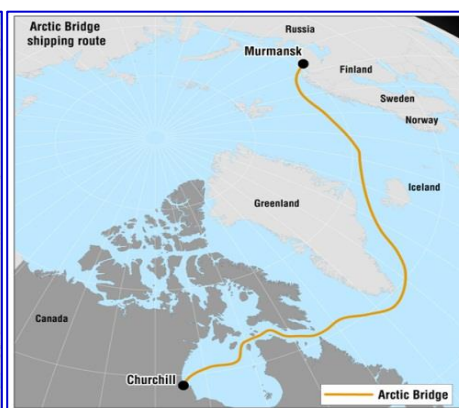 Arctic Bridge
shipping route
Russia
Murmansk
Finland
Sweden
Norway
Iceland
Greenland
Canada
Churchill
Arctic Bridge